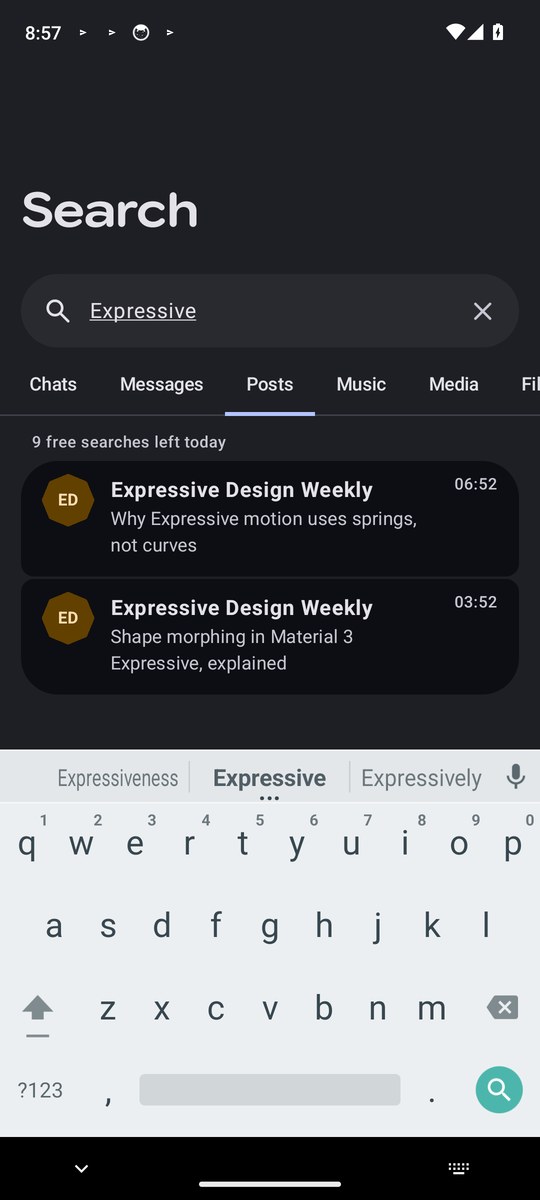 8:57
Search
Expressive
Chats Messages Posts Music Media Fil
9 free searches left today
ED
Expressive Design Weekly
06:52
Why Expressive motion uses springs,
not curves
ED
Expressive Design Weekly
03:52
Shape morphing in Material 3
Expressive, explained
Expressiveness Expressive Expressively
1 2 3 4 5 6 7 8 9 0
q w e r t y u i o p
a s d f g h j k l
z x c v b n m
?123 , .